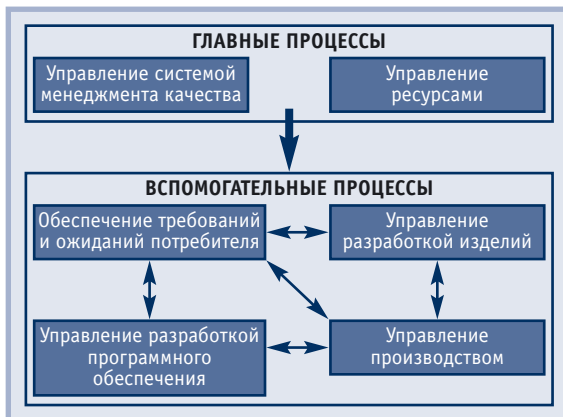 ГЛАВНЫЕ ПРОЦЕССЫ
Управление системой
менеджмента качества
Управление
ресурсами
ВСПОМОГАТЕЛЬНЫЕ ПРОЦЕССЫ
Обеспечение требований
и ожиданий потребителя
Управление
разработкой изделий
Управление разработкой
программного
обеспечения
Управление
производством